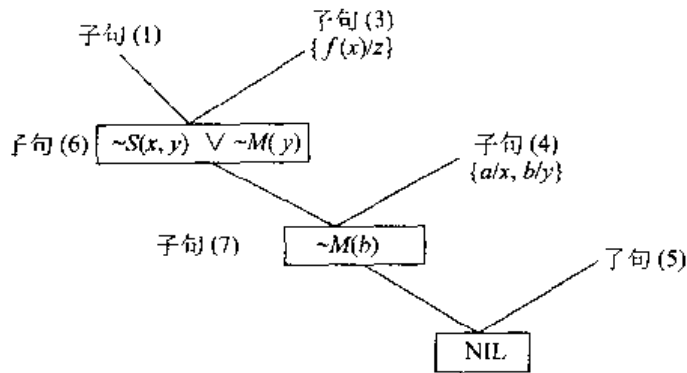 子句 (1)
子句 (3)
{f(x)/z}
子句 (6)
~S(x, y) ∨ ~M( y)
子句 (4)
{a/x, b/y}
子句 (7)
~M(b)
子句 (5)
NIL